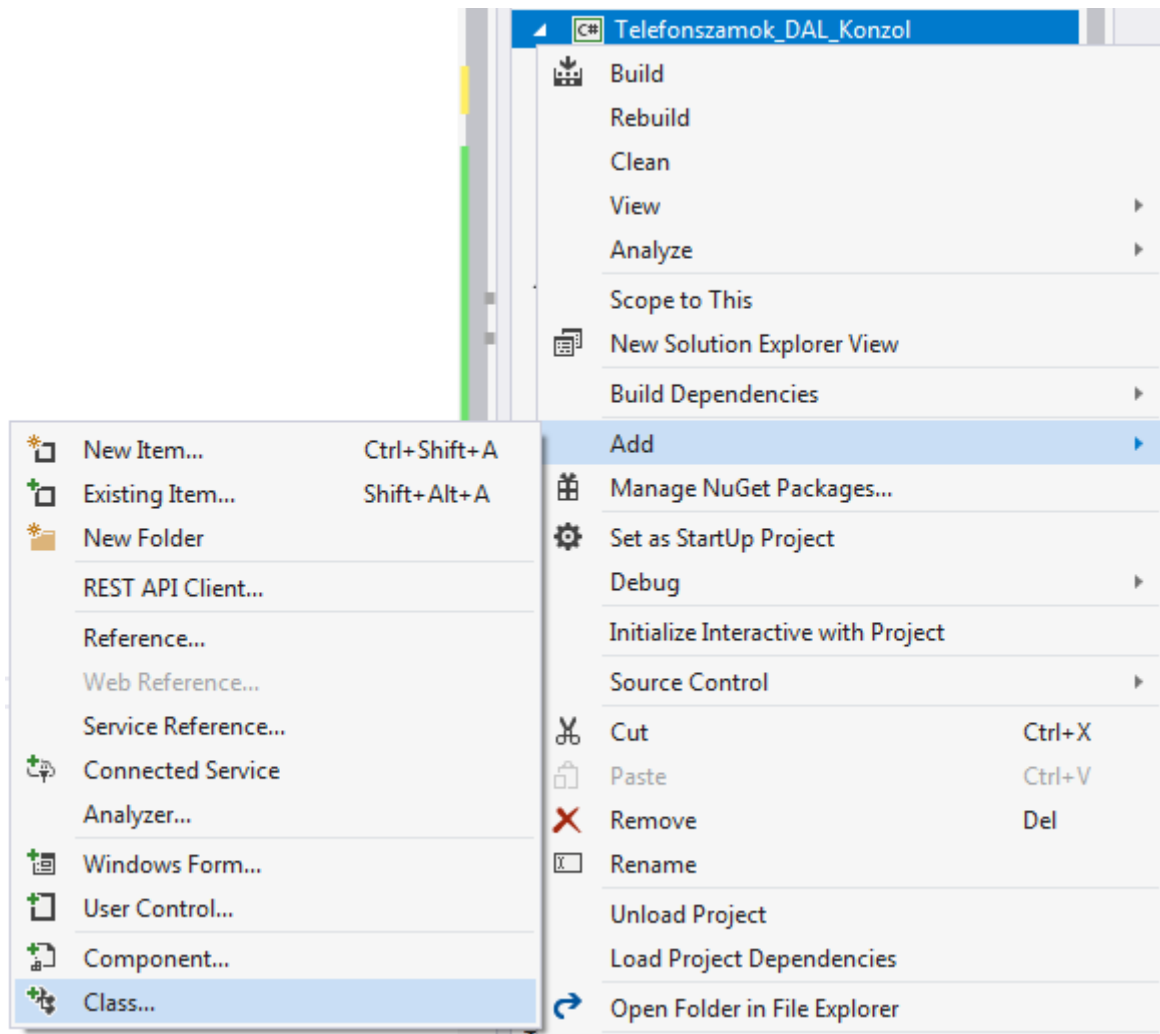 C# Telefonszamok_DAL_Konzol
Build
Rebuild
Clean
View
Analyze
Scope to This
New Solution Explorer View
Build Dependencies
Add
Manage NuGet Packages...
Set as StartUp Project
Debug
Initialize Interactive with Project
Source Control
Cut Ctrl+X
Paste Ctrl+V
Remove Del
Rename
Unload Project
Load Project Dependencies
Open Folder in File Explorer
New Item... Ctrl+Shift+A
Existing Item... Shift+Alt+A
New Folder
REST API Client...
Reference...
Web Reference...
Service Reference...
Connected Service
Analyzer...
Windows Form...
User Control...
Component...
Class...